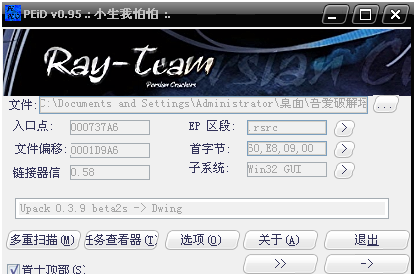 PEiD v0.95 .: 小生我怕怕 :.
Ray-Team
Persian Crackers
文件: C:\Documents and Settings\Administrator\桌面\吾爱破解培 ...
入口点: 000737A6 EP 区段: .rsrc >
文件偏移: 0001D9A6 首字节: 60,E8,09,00 >
链接器信 0.58 子系统: Win32 GUI
Upack 0.3.9 beta2s -> Dwing
多重扫描(M) 任务查看器(T) 选项(O) 关于(A) 退出
置于顶部(S) >> ->